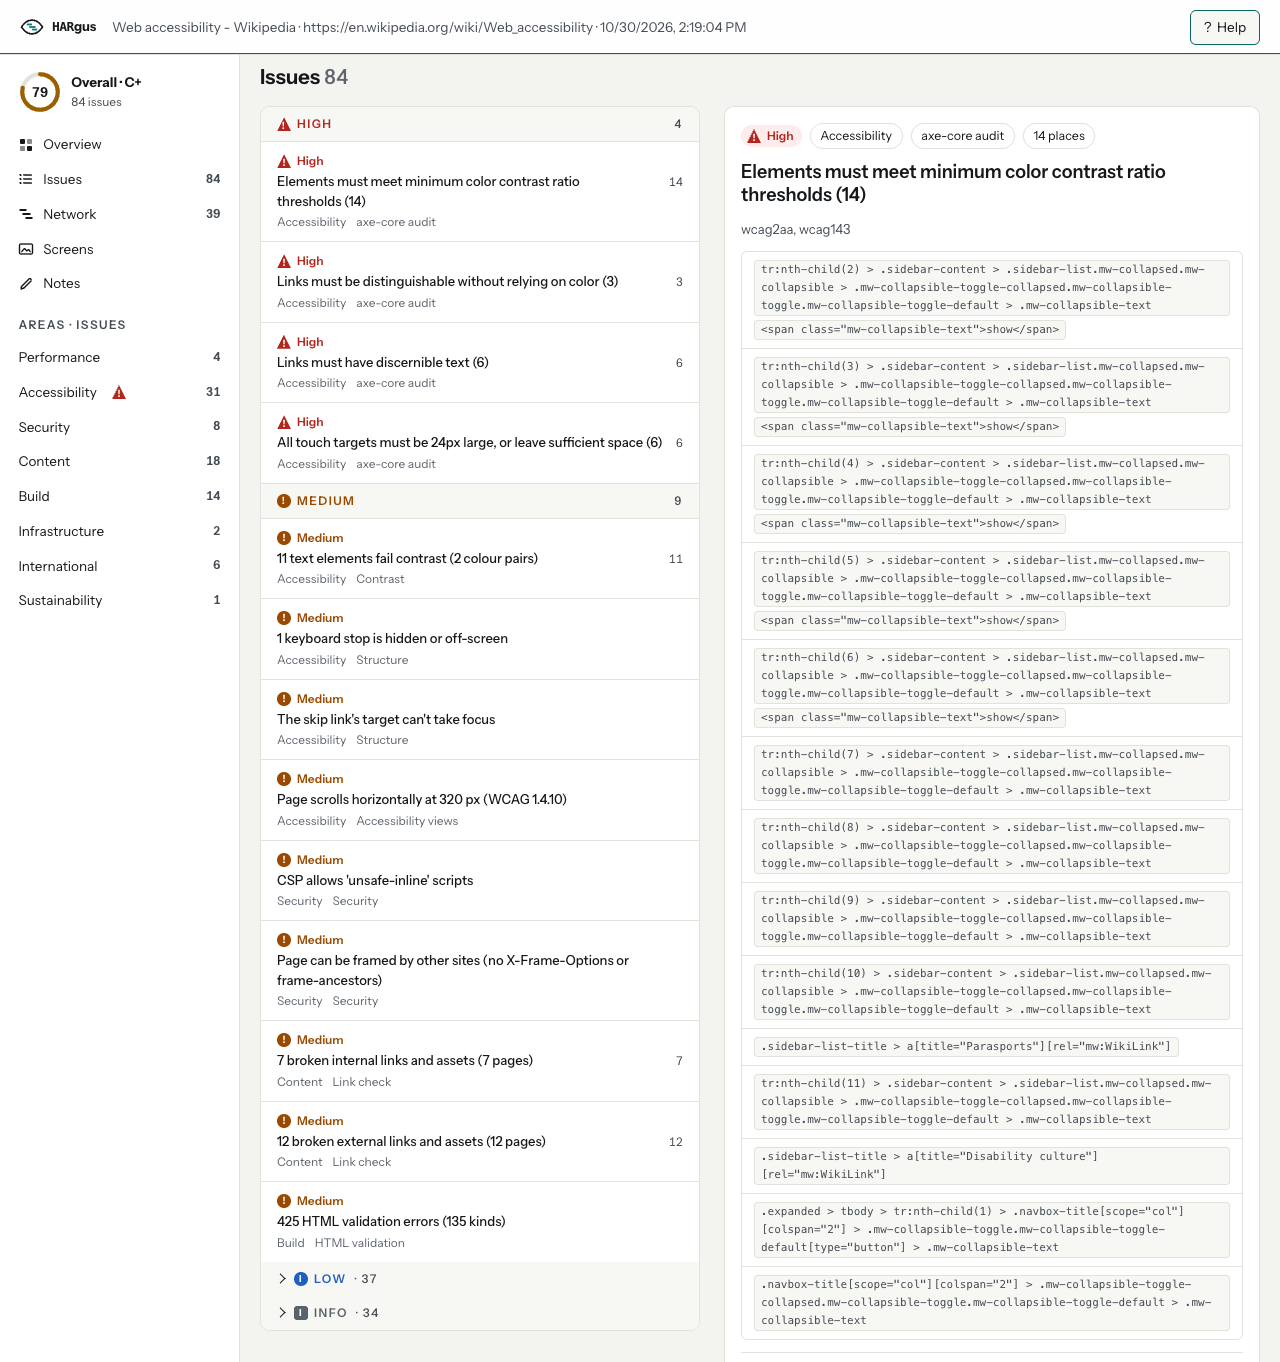 HARgus Web accessibility - Wikipedia · https://en.wikipedia.org/wiki/Web_accessibility · 10/30/2026, 2:19:04 PM ? Help
79 Overall · C+
84 issues
Overview
Issues 84
Network 39
Screens
Notes
AREAS · ISSUES
Performance 4
Accessibility 31
Security 8
Content 18
Build 14
Infrastructure 2
International 6
Sustainability 1
Issues 84
HIGH 4
High
Elements must meet minimum color contrast ratio 14
thresholds (14)
Accessibility axe-core audit
High
Links must be distinguishable without relying on color (3) 3
Accessibility axe-core audit
High
Links must have discernible text (6) 6
Accessibility axe-core audit
High
All touch targets must be 24px large, or leave sufficient space (6) 6
Accessibility axe-core audit
MEDIUM 9
Medium
11 text elements fail contrast (2 colour pairs) 11
Accessibility Contrast
Medium
1 keyboard stop is hidden or off-screen
Accessibility Structure
Medium
The skip link's target can't take focus
Accessibility Structure
Medium
Page scrolls horizontally at 320 px (WCAG 1.4.10)
Accessibility Accessibility views
Medium
CSP allows 'unsafe-inline' scripts
Security Security
Medium
Page can be framed by other sites (no X-Frame-Options or
frame-ancestors)
Security Security
Medium
7 broken internal links and assets (7 pages) 7
Content Link check
Medium
12 broken external links and assets (12 pages) 12
Content Link check
Medium
425 HTML validation errors (135 kinds)
Build HTML validation
LOW · 37
INFO · 34
High Accessibility axe-core audit 14 places
Elements must meet minimum color contrast ratio
thresholds (14)
wcag2aa, wcag143
tr:nth-child(2) > .sidebar-content > .sidebar-list.mw-collapsed.mw-
collapsible > .mw-collapsible-toggle-collapsed.mw-collapsible-
toggle.mw-collapsible-toggle-default > .mw-collapsible-text
<span class="mw-collapsible-text">show</span>
tr:nth-child(3) > .sidebar-content > .sidebar-list.mw-collapsed.mw-
collapsible > .mw-collapsible-toggle-collapsed.mw-collapsible-
toggle.mw-collapsible-toggle-default > .mw-collapsible-text
<span class="mw-collapsible-text">show</span>
tr:nth-child(4) > .sidebar-content > .sidebar-list.mw-collapsed.mw-
collapsible > .mw-collapsible-toggle-collapsed.mw-collapsible-
toggle.mw-collapsible-toggle-default > .mw-collapsible-text
<span class="mw-collapsible-text">show</span>
tr:nth-child(5) > .sidebar-content > .sidebar-list.mw-collapsed.mw-
collapsible > .mw-collapsible-toggle-collapsed.mw-collapsible-
toggle.mw-collapsible-toggle-default > .mw-collapsible-text
<span class="mw-collapsible-text">show</span>
tr:nth-child(6) > .sidebar-content > .sidebar-list.mw-collapsed.mw-
collapsible > .mw-collapsible-toggle-collapsed.mw-collapsible-
toggle.mw-collapsible-toggle-default > .mw-collapsible-text
<span class="mw-collapsible-text">show</span>
tr:nth-child(7) > .sidebar-content > .sidebar-list.mw-collapsed.mw-
collapsible > .mw-collapsible-toggle-collapsed.mw-collapsible-
toggle.mw-collapsible-toggle-default > .mw-collapsible-text
tr:nth-child(8) > .sidebar-content > .sidebar-list.mw-collapsed.mw-
collapsible > .mw-collapsible-toggle-collapsed.mw-collapsible-
toggle.mw-collapsible-toggle-default > .mw-collapsible-text
tr:nth-child(9) > .sidebar-content > .sidebar-list.mw-collapsed.mw-
collapsible > .mw-collapsible-toggle-collapsed.mw-collapsible-
toggle.mw-collapsible-toggle-default > .mw-collapsible-text
tr:nth-child(10) > .sidebar-content > .sidebar-list.mw-collapsed.mw-
collapsible > .mw-collapsible-toggle-collapsed.mw-collapsible-
toggle.mw-collapsible-toggle-default > .mw-collapsible-text
.sidebar-list-title > a[title="Parasports"][rel="mw:WikiLink"]
tr:nth-child(11) > .sidebar-content > .sidebar-list.mw-collapsed.mw-
collapsible > .mw-collapsible-toggle-collapsed.mw-collapsible-
toggle.mw-collapsible-toggle-default > .mw-collapsible-text
.sidebar-list-title > a[title="Disability culture"]
[rel="mw:WikiLink"]
.expanded > tbody > tr:nth-child(1) > .navbox-title[scope="col"]
[colspan="2"] > .mw-collapsible-toggle.mw-collapsible-toggle-
default[type="button"] > .mw-collapsible-text
.navbox-title[scope="col"][colspan="2"] > .mw-collapsible-toggle-
collapsed.mw-collapsible-toggle.mw-collapsible-toggle-default > .mw-
collapsible-text